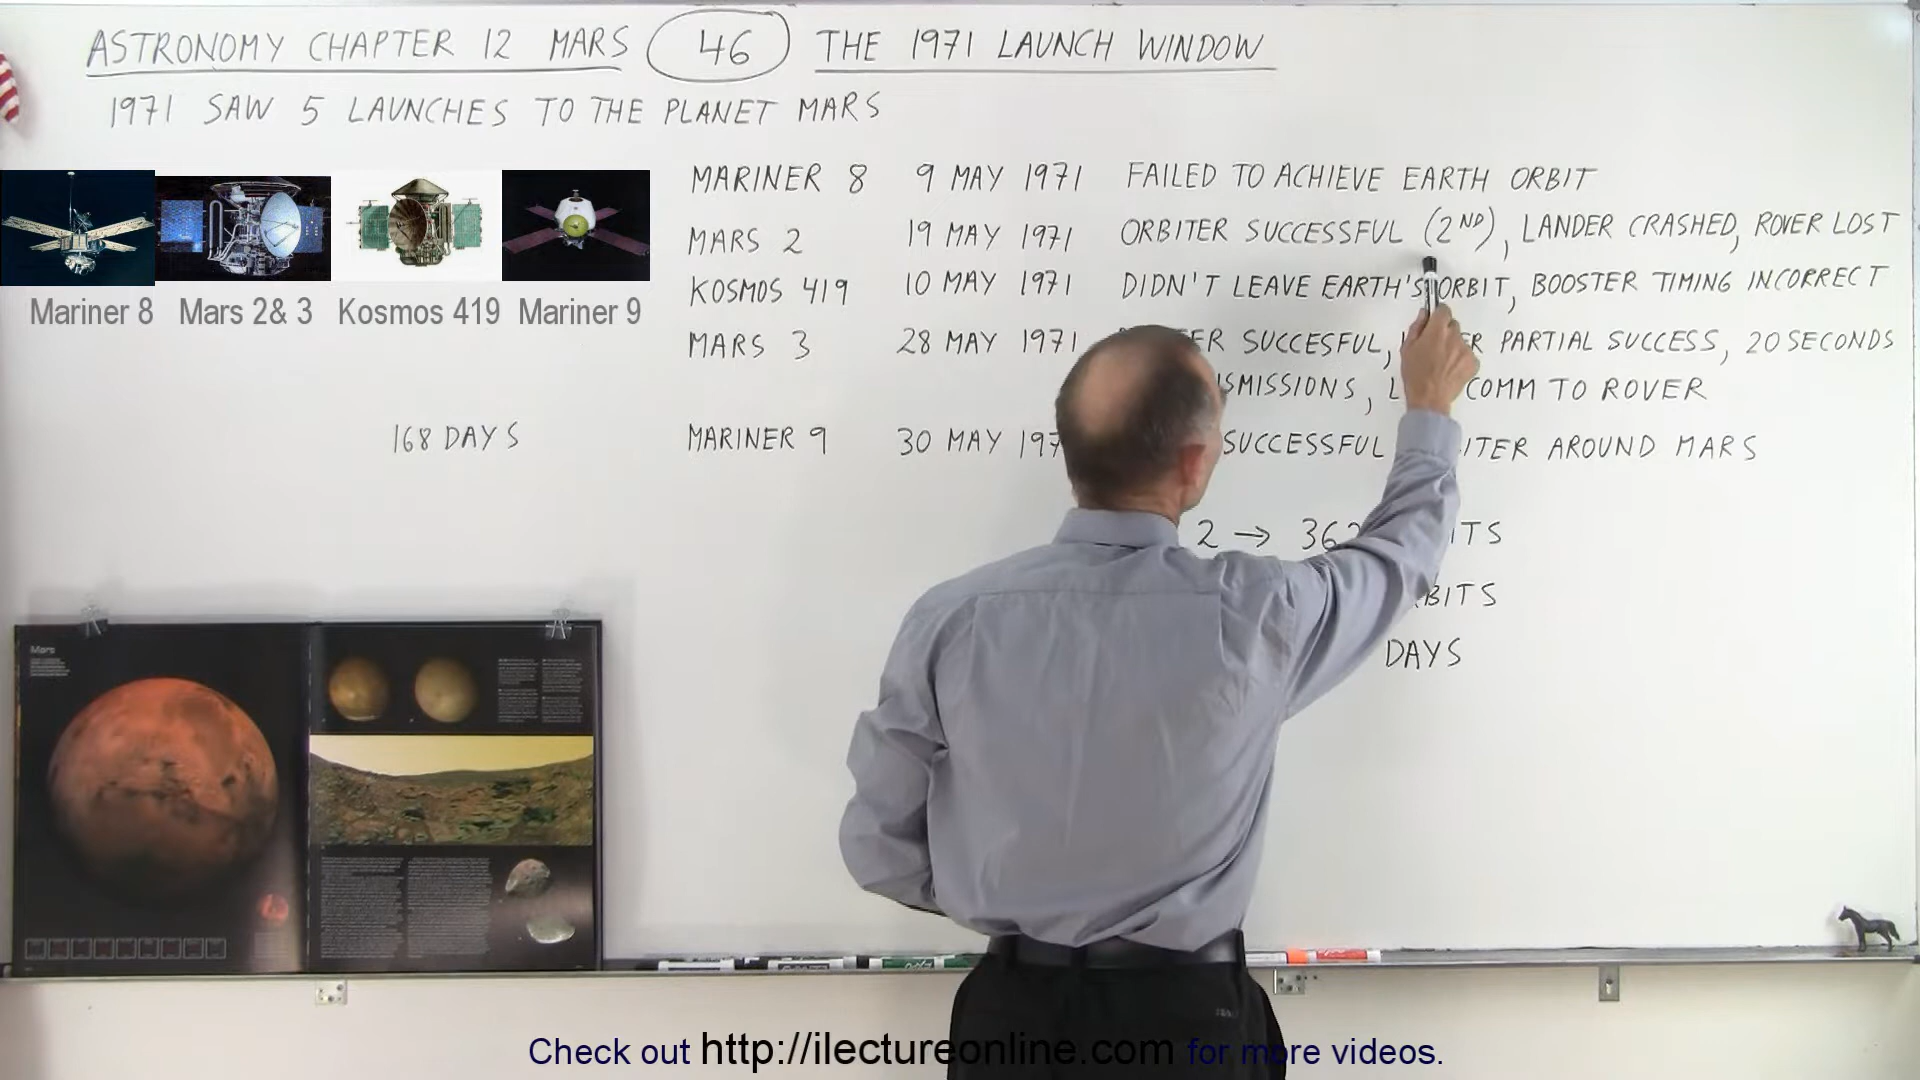 ASTRONOMY CHAPTER 12 MARS 46 THE 1971 LAUNCH WINDOW
1971 SAW 5 LAUNCHES TO THE PLANET MARS
Mariner 8 Mars 2& 3 Kosmos 419 Mariner 9
MARINER 8 9 MAY 1971 FAILED TO ACHIEVE EARTH ORBIT
MARS 2 19 MAY 1971 ORBITER SUCCESSFUL (2ND), LANDER CRASHED, ROVER LOST
KOSMOS 419 10 MAY 1971 DIDN'T LEAVE EARTH'S ORBIT, BOOSTER TIMING INCORRECT
MARS 3 28 MAY 1971 SUCCESFUL, PARTIAL SUCCESS, 20 SECONDS
COMM TO ROVER
168 DAYS MARINER 9 30 MAY SUCCESSFUL AROUND MARS
2 →
DAYS
Mars
Check out http://ilectureonline.com for more videos.